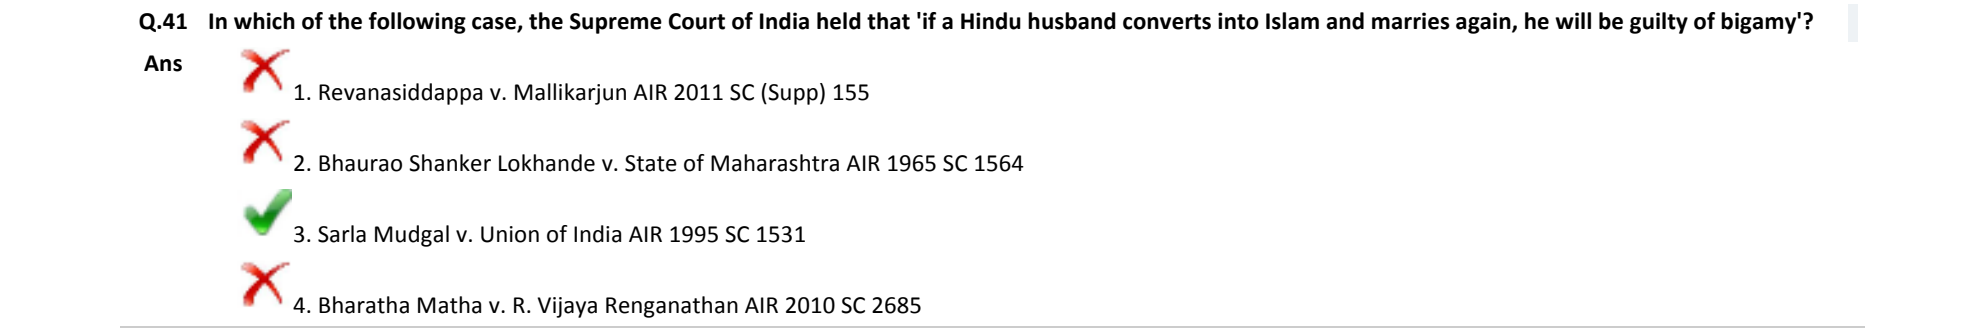 Q.41 In which of the following case, the Supreme Court of India held that 'if a Hindu husband converts into Islam and marries again, he will be guilty of bigamy'?
Ans
1. Revanasiddappa v. Mallikarjun AIR 2011 SC (Supp) 155
2. Bhaurao Shanker Lokhande v. State of Maharashtra AIR 1965 SC 1564
3. Sarla Mudgal v. Union of India AIR 1995 SC 1531
4. Bharatha Matha v. R. Vijaya Renganathan AIR 2010 SC 2685